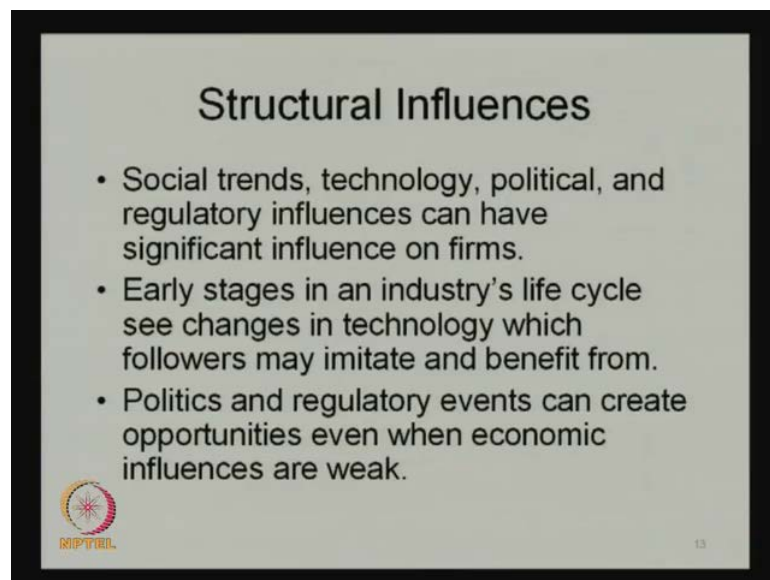 Structural Influences
• Social trends, technology, political, and
regulatory influences can have
significant influence on firms.
• Early stages in an industry's life cycle
see changes in technology which
followers may imitate and benefit from.
• Politics and regulatory events can create
opportunities even when economic
influences are weak.
NPTEL
13